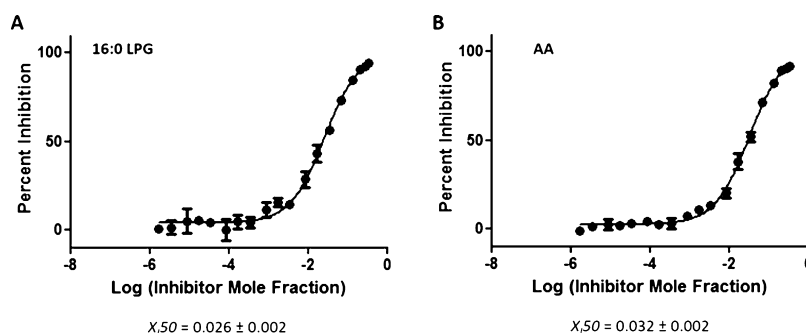 A
16:0 LPG
Percent Inhibition
100
50
0
-8
-6
-4
-2
0
Log (Inhibitor Mole Fraction)
X,50 = 0.026 ± 0.002
B
AA
Percent Inhibition
100
50
0
-8
-6
-4
-2
0
Log (Inhibitor Mole Fraction)
X,50 = 0.032 ± 0.002